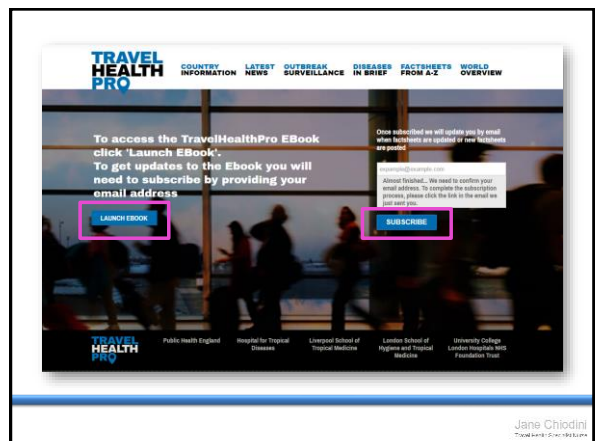 TRAVEL
HEALTH
PRO
COUNTRY
INFORMATION
LATEST
NEWS
OUTBREAK
SURVEILLANCE
DISEASES
IN BRIEF
FACTSHEETS
FROM A-Z
WORLD
OVERVIEW
To access the TravelHealthPro EBook
click 'Launch EBook'.
To get updates to the Ebook you will
need to subscribe by providing your
email address
LAUNCH EBOOK
Once subscribed we will update you by email
when factsheets are updated or new factsheets
are posted
example@example.com
Almost finished... We need to confirm your
email address. To complete the subscription
process, please click the link in the email we
just sent you.
SUBSCRIBE
TRAVEL
HEALTH
PRO
Public Health England
Hospital for Tropical
Diseases
Liverpool School of
Tropical Medicine
London School of
Hygiene and Tropical
Medicine
University College
London Hospitals NHS
Foundation Trust
Jane Chiodini
Travel Health Specialist Nurse